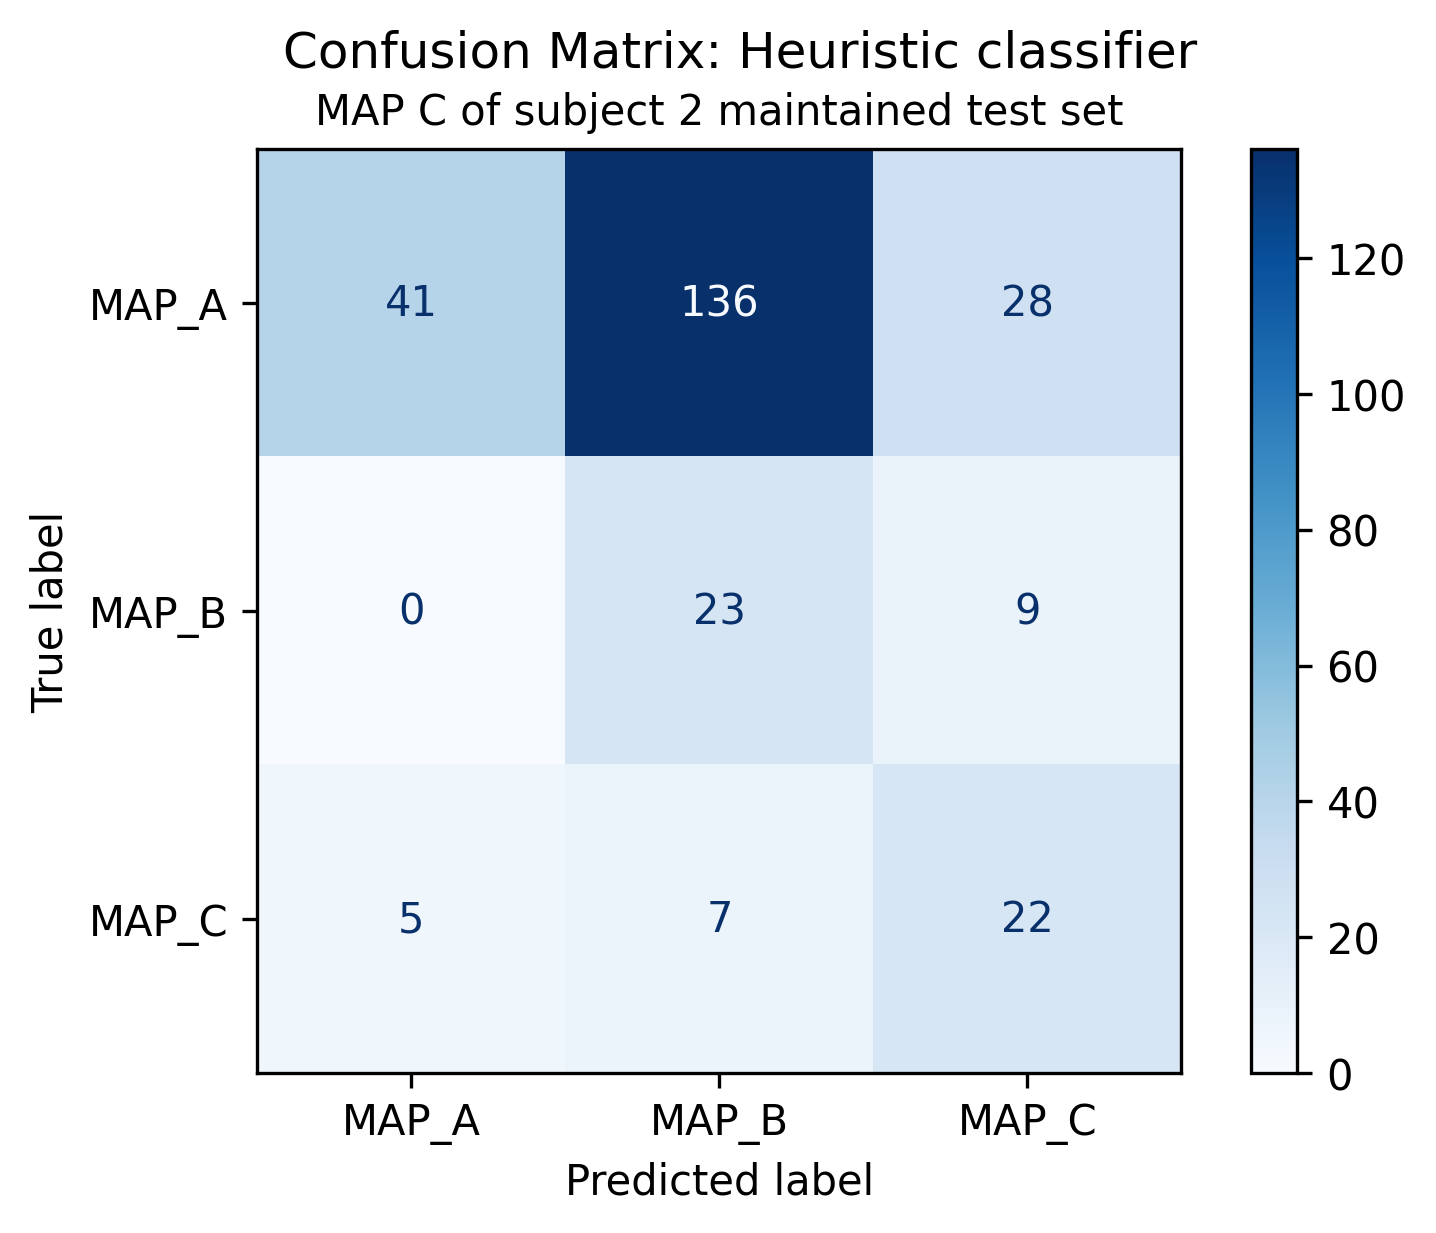 Confusion Matrix: Heuristic classifier
MAP C of subject 2 maintained test set
MAP_A
41
136
28
MAP_B
0
23
9
MAP_C
5
7
22
True label
MAP_A
MAP_B
MAP_C
Predicted label
120
100
80
60
40
20
0